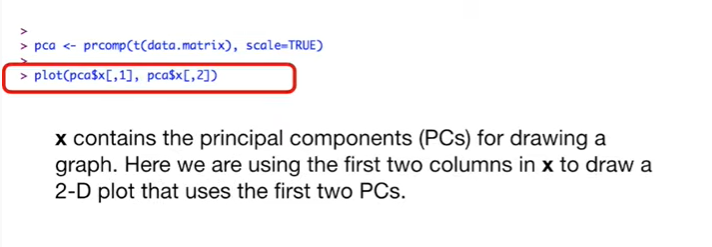 >
> pca <- prcomp(t(data.matrix), scale=TRUE)
>
> plot(pca$x[,1], pca$x[,2])
x contains the principal components (PCs) for drawing a
graph. Here we are using the first two columns in x to draw a
2-D plot that uses the first two PCs.